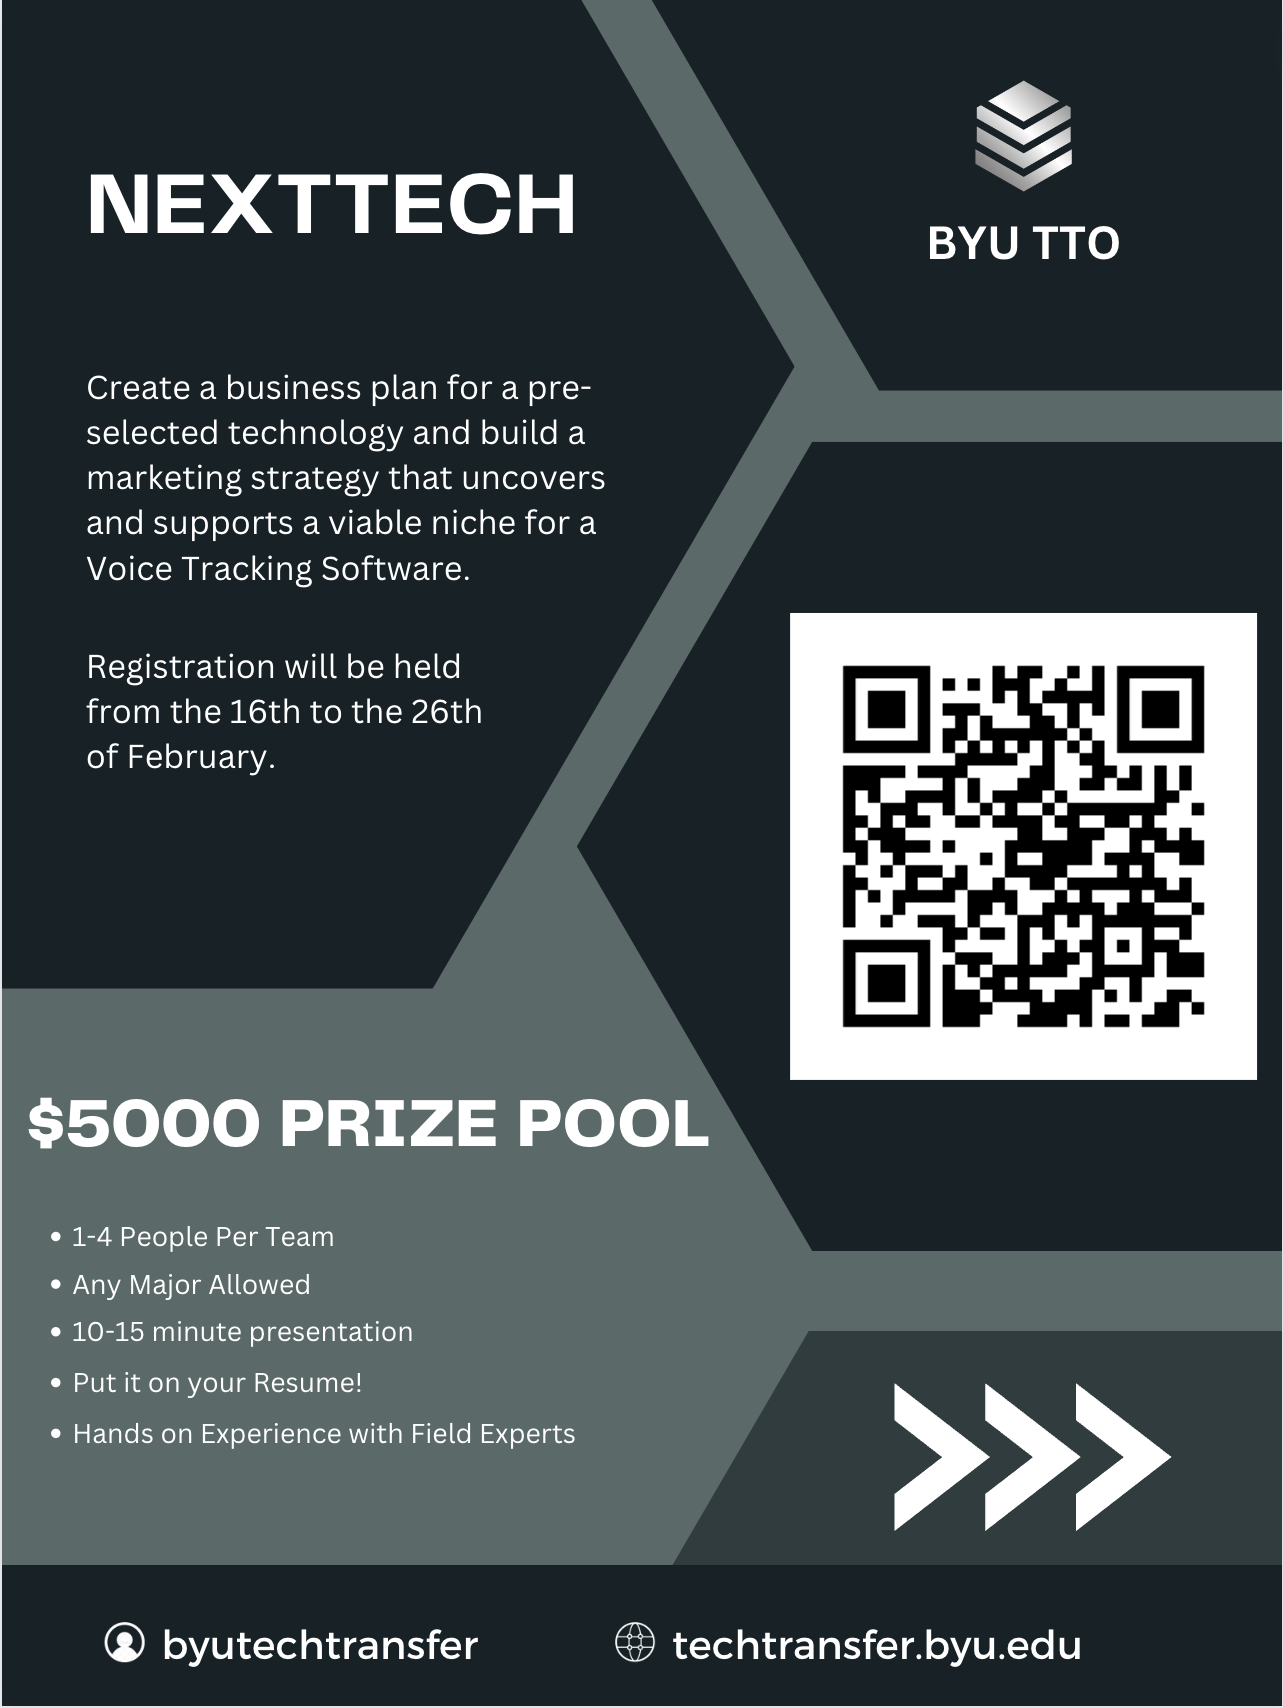 NEXTTECH
BYU TTO
Create a business plan for a pre-
selected technology and build a
marketing strategy that uncovers
and supports a viable niche for a
Voice Tracking Software.
Registration will be held
from the 16th to the 26th
of February.
$5000 PRIZE POOL
• 1-4 People Per Team
• Any Major Allowed
• 10-15 minute presentation
• Put it on your Resume!
• Hands on Experience with Field Experts
byutechtransfer
techtransfer.byu.edu